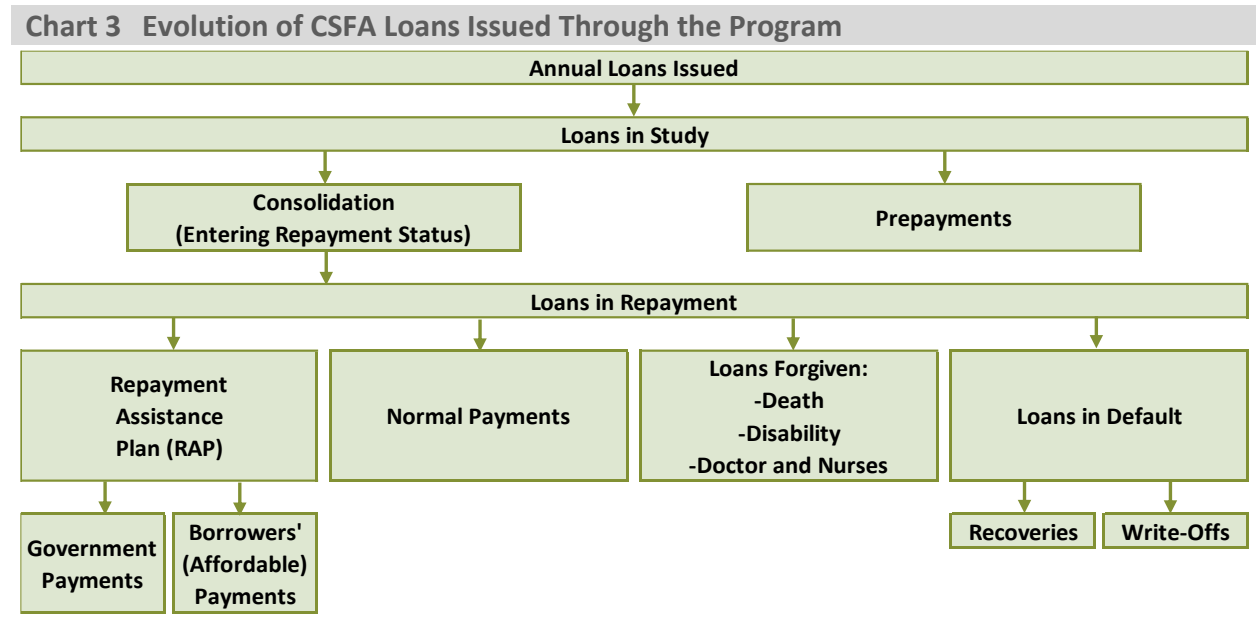 Chart 3 Evolution of CSFA Loans Issued Through the Program
Annual Loans Issued
Loans in Study
Consolidation
(Entering Repayment Status)
Prepayments
Loans in Repayment
Repayment
Assistance
Plan (RAP)
Normal Payments
Loans Forgiven:
-Death
-Disability
-Doctor and Nurses
Loans in Default
Government
Payments
Borrowers'
(Affordable)
Payments
Recoveries
Write-Offs